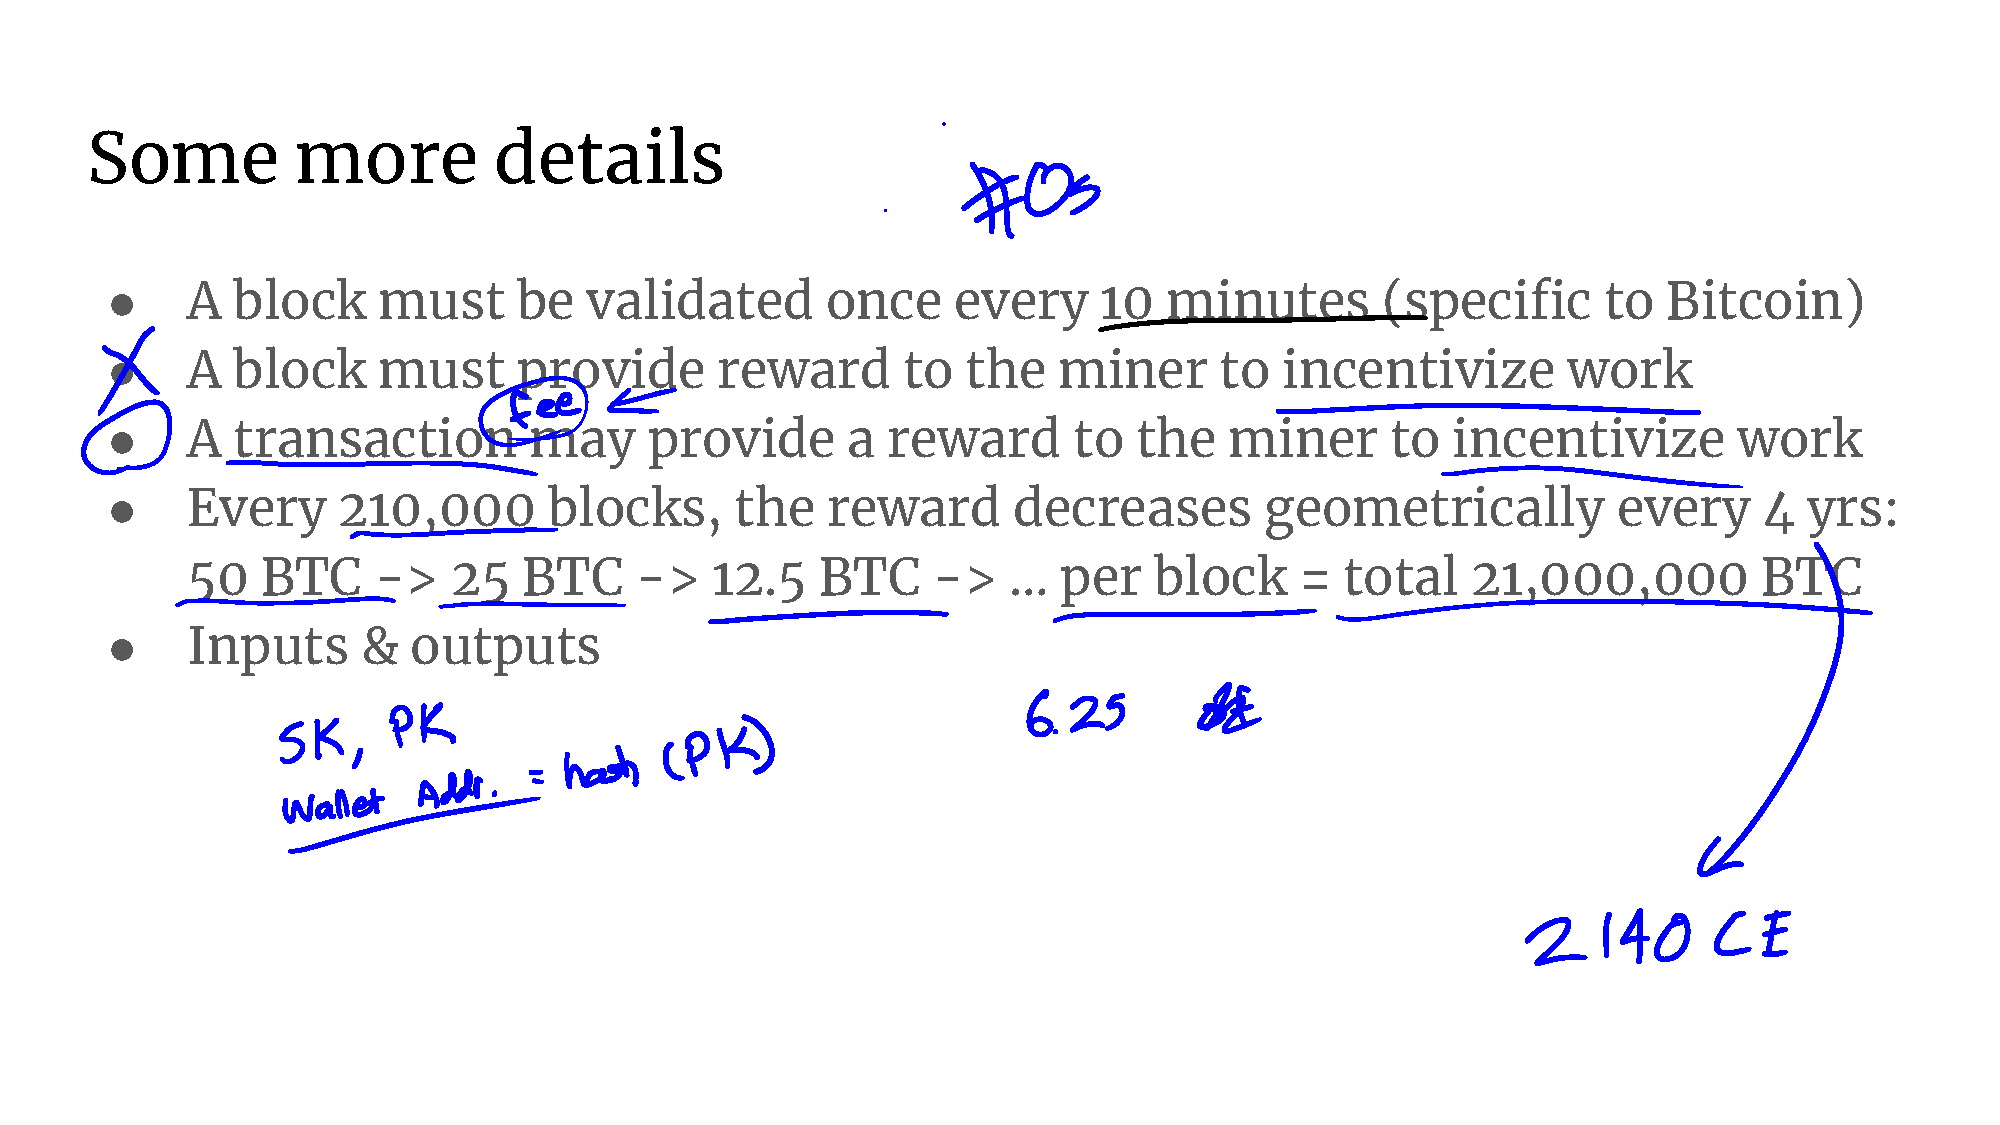 Some more details
#0s
● A block must be validated once every 10 minutes (specific to Bitcoin)
● A block must provide reward to the miner to incentivize work
fee
● A transaction may provide a reward to the miner to incentivize work
● Every 210,000 blocks, the reward decreases geometrically every 4 yrs:
50 BTC -> 25 BTC -> 12.5 BTC -> ... per block = total 21,000,000 BTC
● Inputs & outputs
SK, PK
6.25
Wallet Addr. = hash (PK)
2140 CE